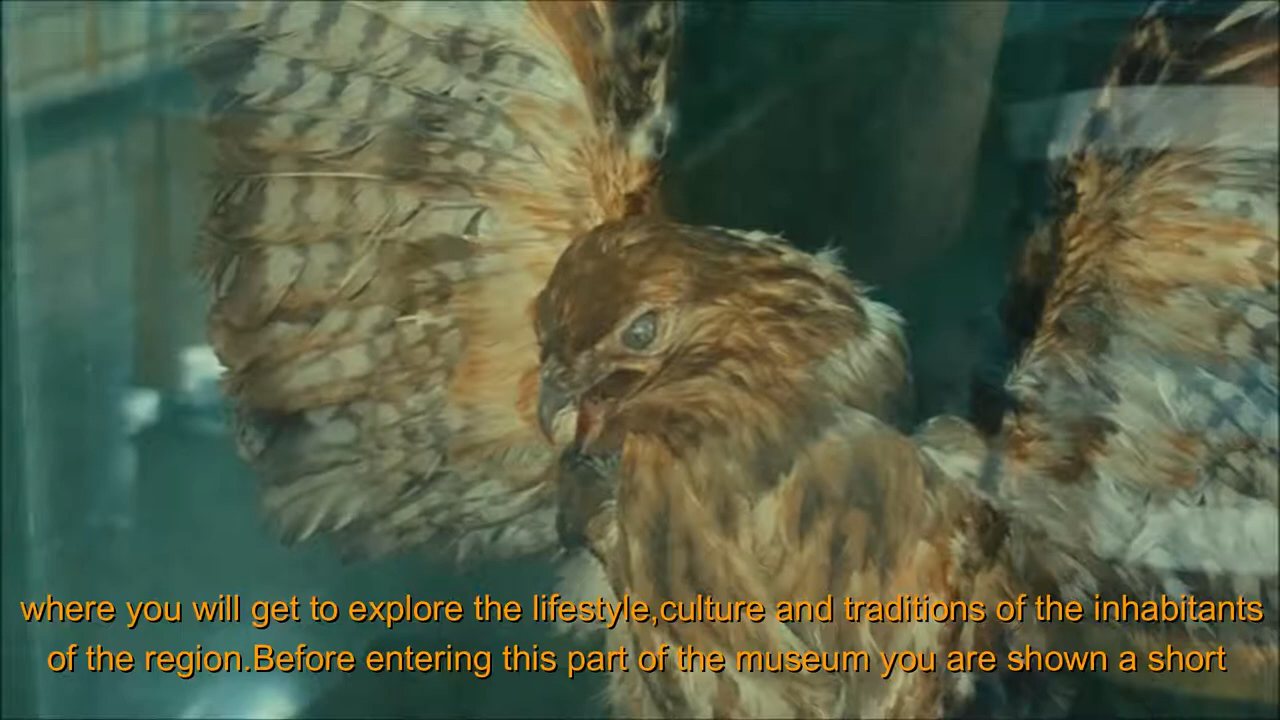 where you will get to explore the lifestyle,culture and traditions of the inhabitants
of the region.Before entering this part of the museum you are shown a short